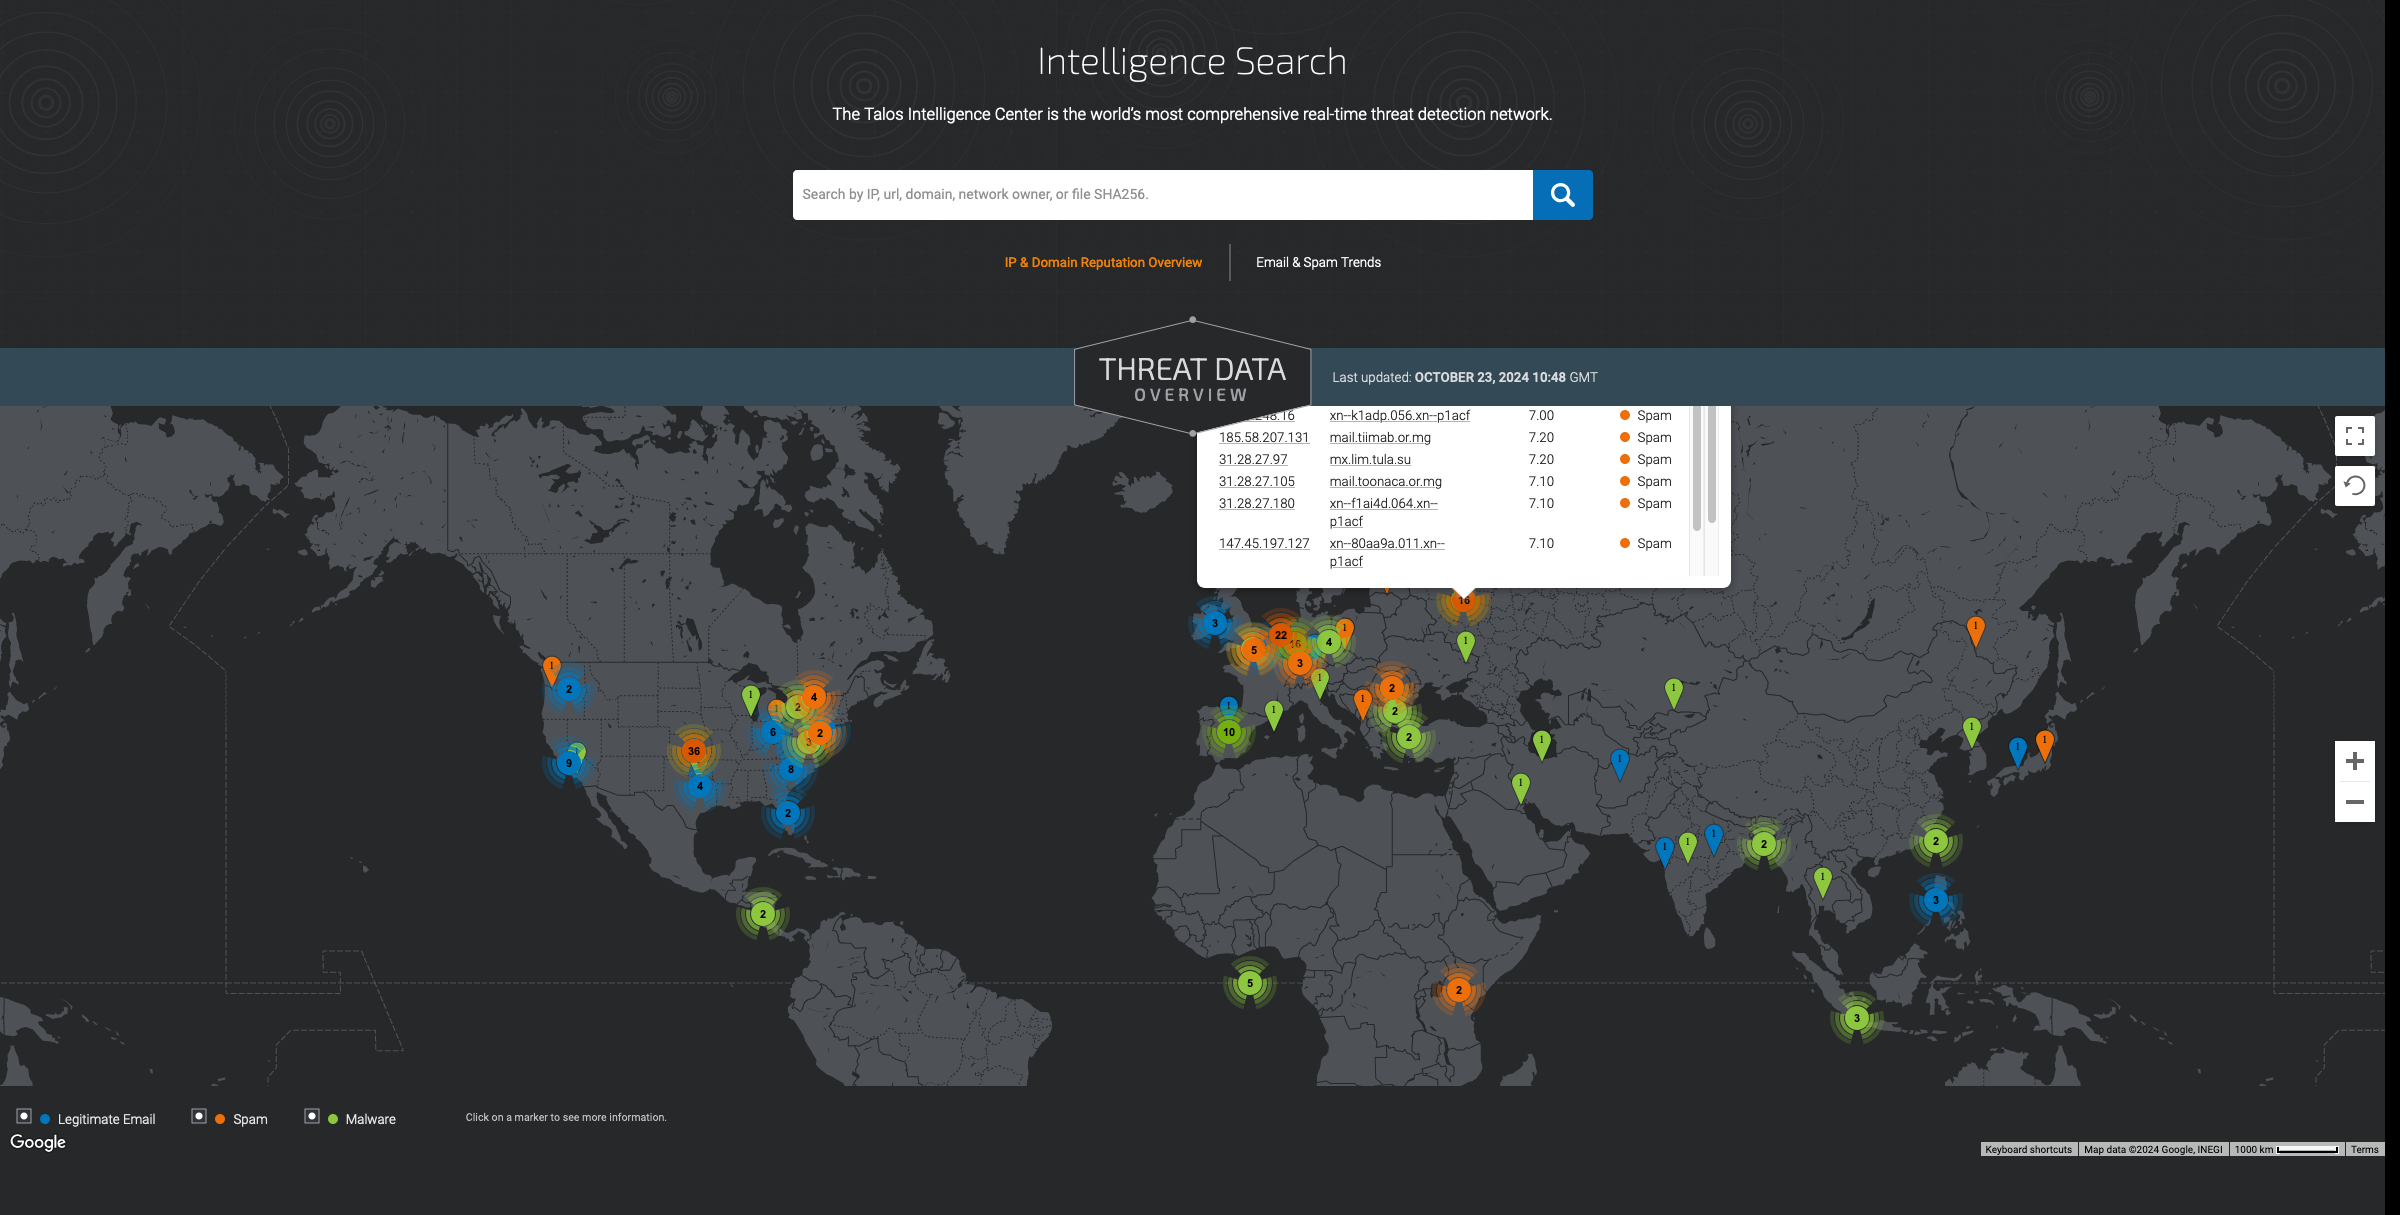 Intelligence Search
The Talos Intelligence Center is the world's most comprehensive real-time threat detection network.
Search by IP, url, domain, network owner, or file SHA256.
IP & Domain Reputation Overview
Email & Spam Trends
THREAT DATA
OVERVIEW
Last updated: OCTOBER 23, 2024 10:48 GMT
xn--k1adp.056.xn--p1acf 7.00 Spam
185.58.207.131 mail.tiimab.or.mg 7.20 Spam
31.28.27.97 mx.lim.tula.su 7.20 Spam
31.28.27.105 mail.toonaca.or.mg 7.10 Spam
31.28.27.180 xn--f1ai4d.064.xn-- 7.10 Spam
p1acf
147.45.197.127 xn--80aa9a.011.xn-- 7.10 Spam
p1acf
16
3
22
16
4
1
5
3
1
1
1
1
2
1
2
1
2
4
1
1
1
2
1
1
2
1
10
6
2
3
2
1
1
1
36
9
8
1
4
1
2
1
1
1
2
2
1
3
2
5
2
3
Legitimate Email
Spam
Malware
Click on a marker to see more information.
Google
Keyboard shortcuts
Map data ©2024 Google, INEGI
1000 km
Terms